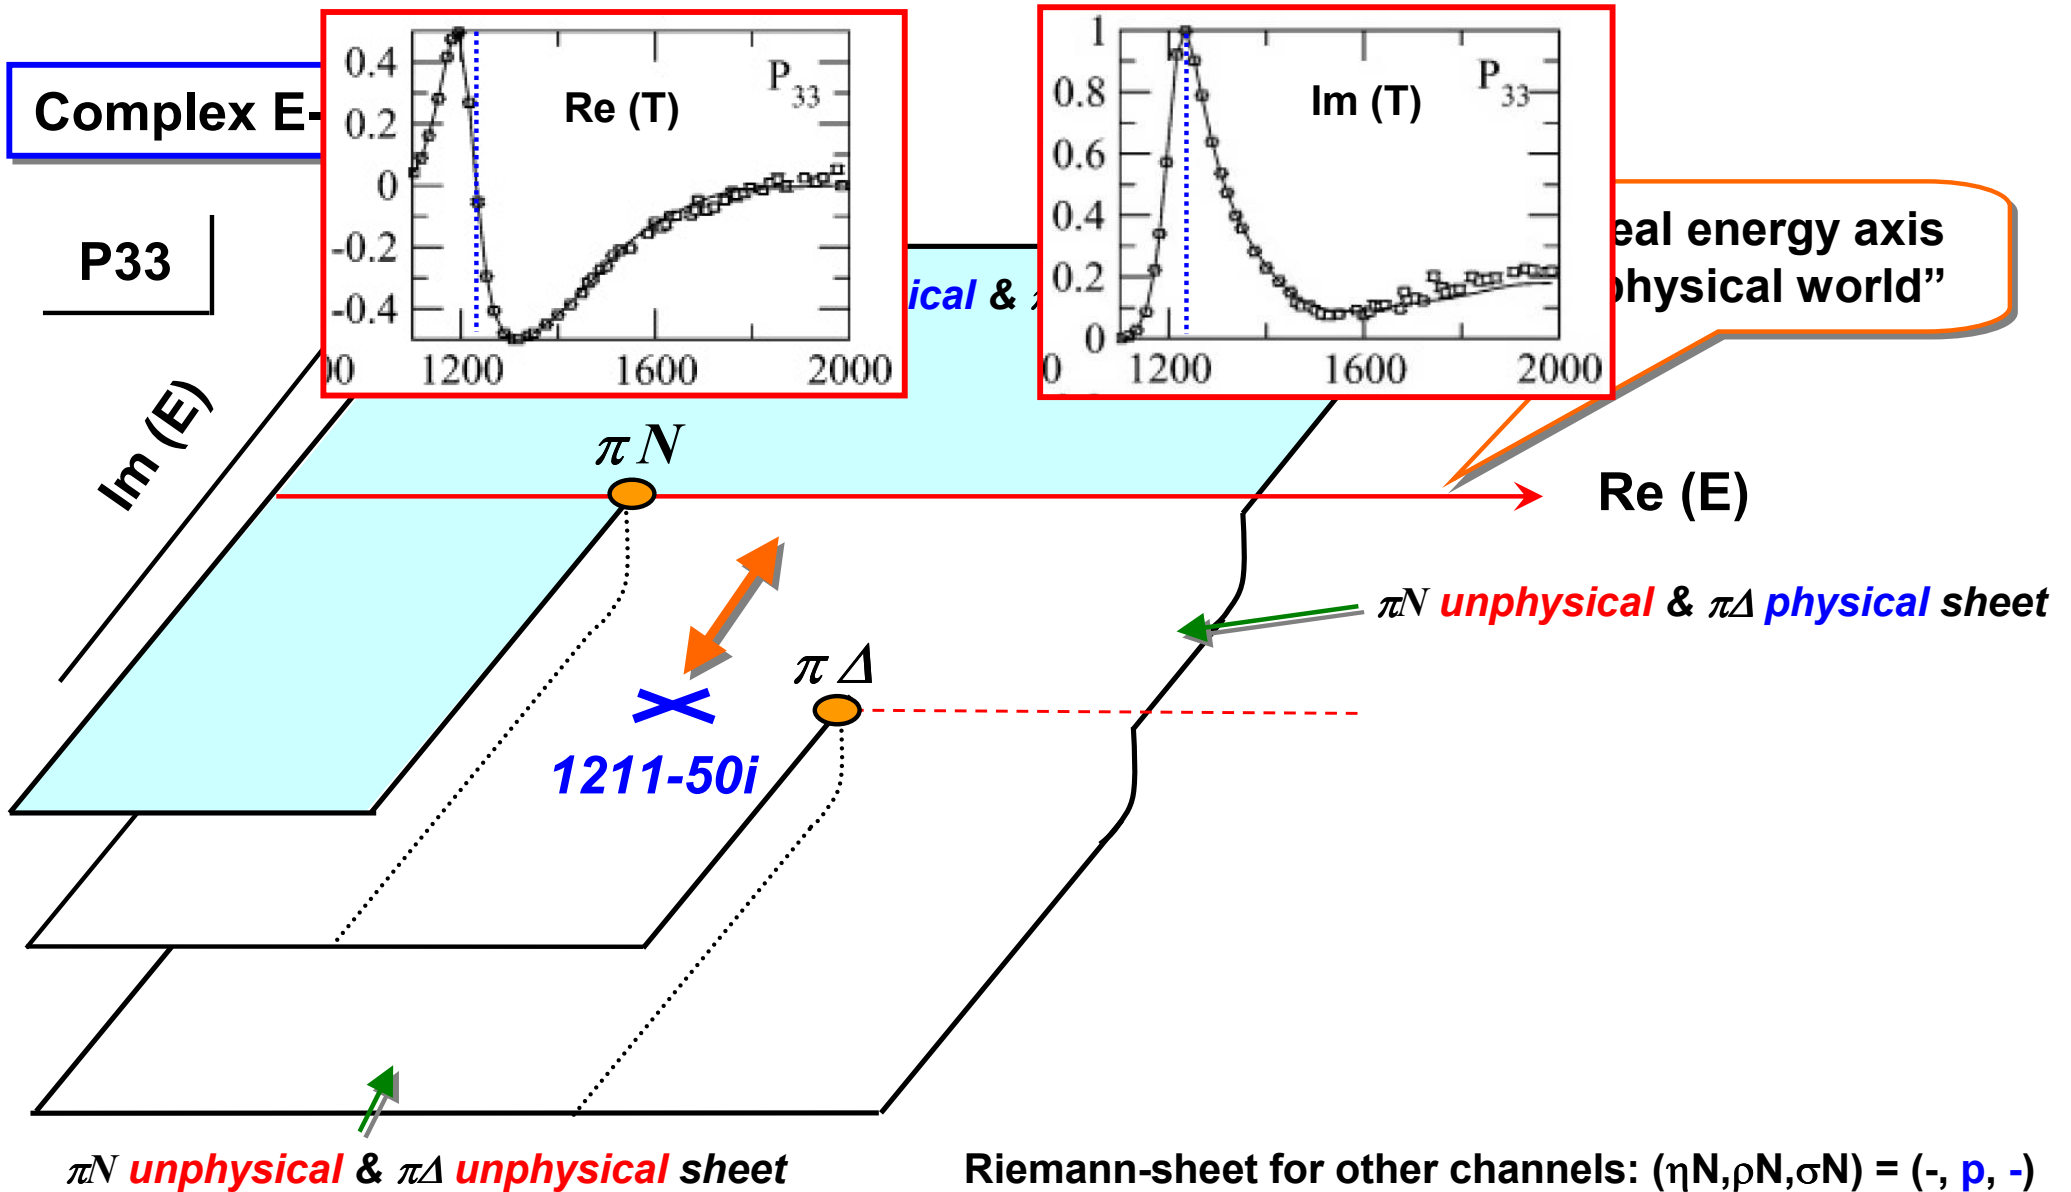 Complex E-
P33
0.4
0.2
0
-0.2
-0.4
Re (T)
P33
00 1200 1600 2000
1
0.8
0.6
0.4
0.2
0
Im (T)
P33
0 1200 1600 2000
eal energy axis
physical world”
ical & π
Im (E)
π N
Re (E)
πN unphysical & πΔ physical sheet
π Δ
1211-50i
πN unphysical & πΔ unphysical sheet
Riemann-sheet for other channels: (ηN,ρN,σN) = (-, p, -)